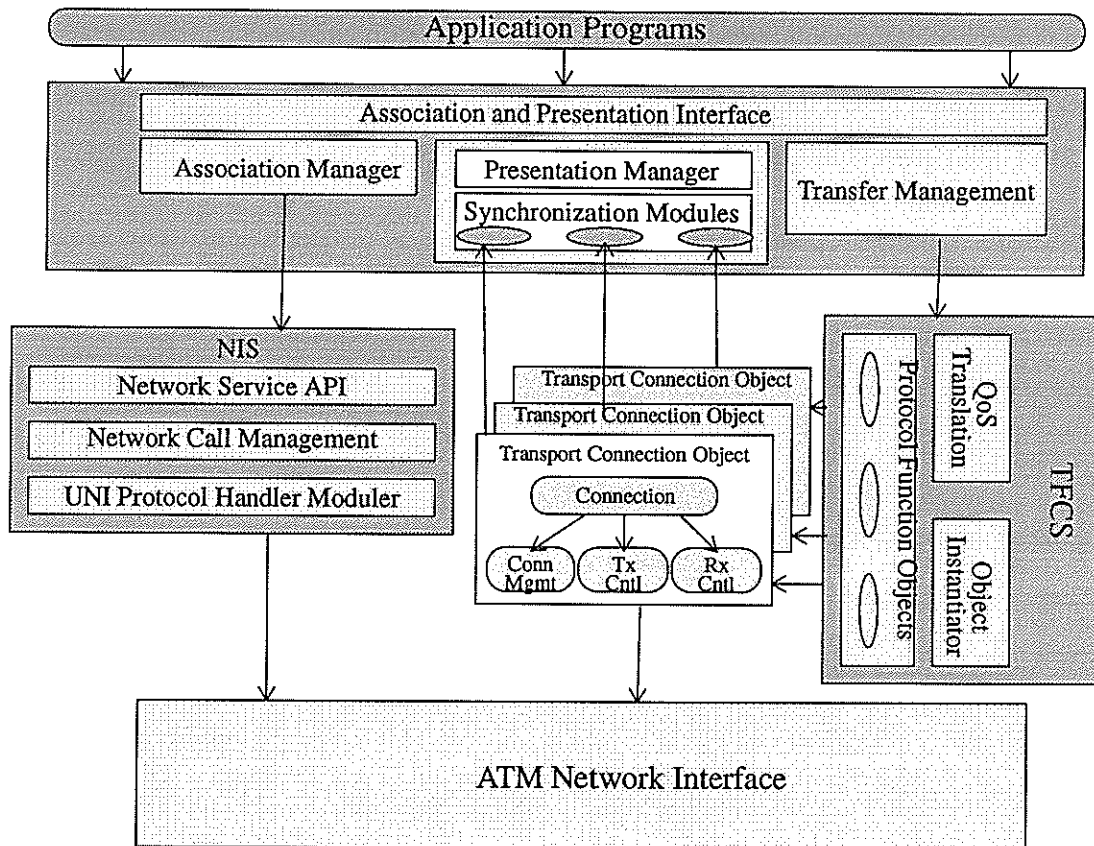 Application Programs
Association and Presentation Interface
Association Manager
Presentation Manager
Synchronization Modules
Transfer Management
NIS
Network Service API
Network Call Management
UNI Protocol Handler Moduler
Transport Connection Object
Transport Connection Object
Transport Connection Object
Connection
Conn
Mgmt
Tx
Cntl
Rx
Cntl
Protocol Function Objects
QoS
Translation
Object
Instantiator
TFCS
ATM Network Interface